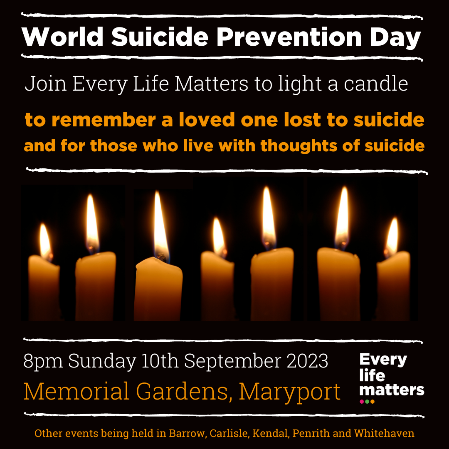 World Suicide Prevention Day
Join Every Life Matters to light a candle
to remember a loved one lost to suicide
and for those who live with thoughts of suicide
8pm Sunday 10th September 2023
Memorial Gardens, Maryport
Every
life
matters
Other events being held in Barrow, Carlisle, Kendal, Penrith and Whitehaven